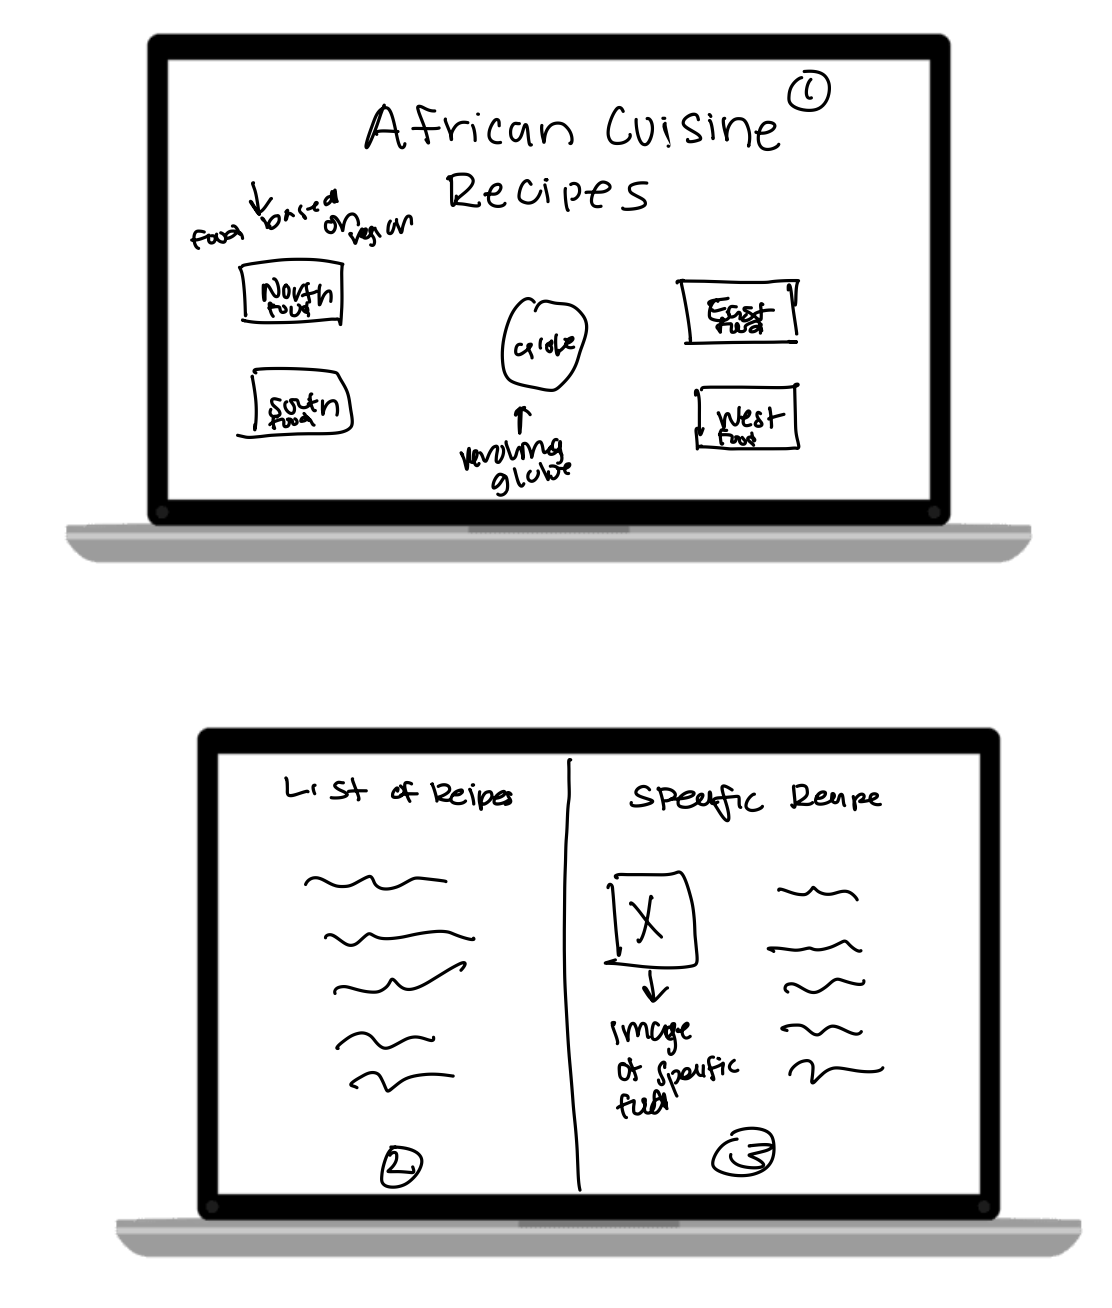 1
African Cuisine
Recipes
food based on region
North
food
South
food
Globe
revolving
globe
East
food
West
food
List of Reipes
Specific Recipe
X
image
of specific
food
2
3